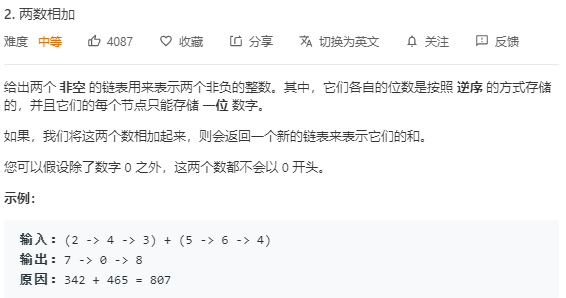 2. 两数相加
难度 中等 4087 收藏 分享 切换为英文 关注 反馈
给出两个 非空 的链表用来表示两个非负的整数。其中，它们各自的位数是按照 逆序 的方式存储
的，并且它们的每个节点只能存储 一位 数字。
如果，我们将这两个数相加起来，则会返回一个新的链表来表示它们的和。
您可以假设除了数字 0 之外，这两个数都不会以 0 开头。
示例：
输入：(2 -> 4 -> 3) + (5 -> 6 -> 4)
输出：7 -> 0 -> 8
原因：342 + 465 = 807